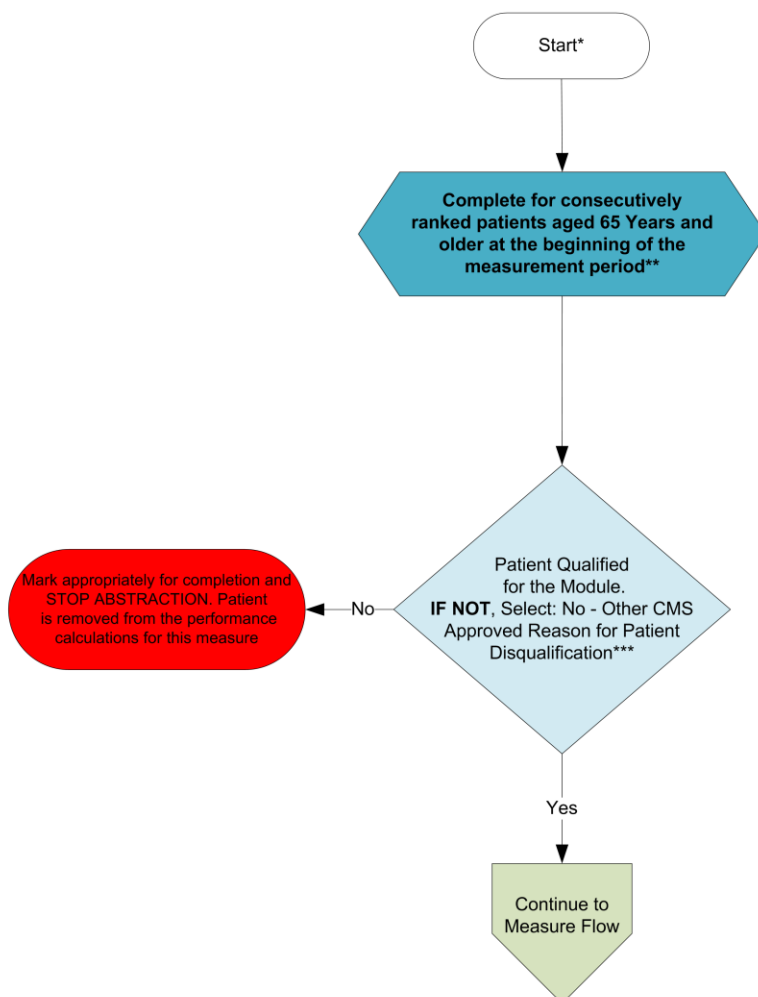 Start*
Complete for consecutively
ranked patients aged 65 Years and
older at the beginning of the
measurement period**
Patient Qualified
for the Module.
IF NOT, Select: No - Other CMS
Approved Reason for Patient
Disqualification***
No
Mark appropriately for completion and
STOP ABSTRACTION. Patient
is removed from the performance
calculations for this measure
Yes
Continue to
Measure Flow